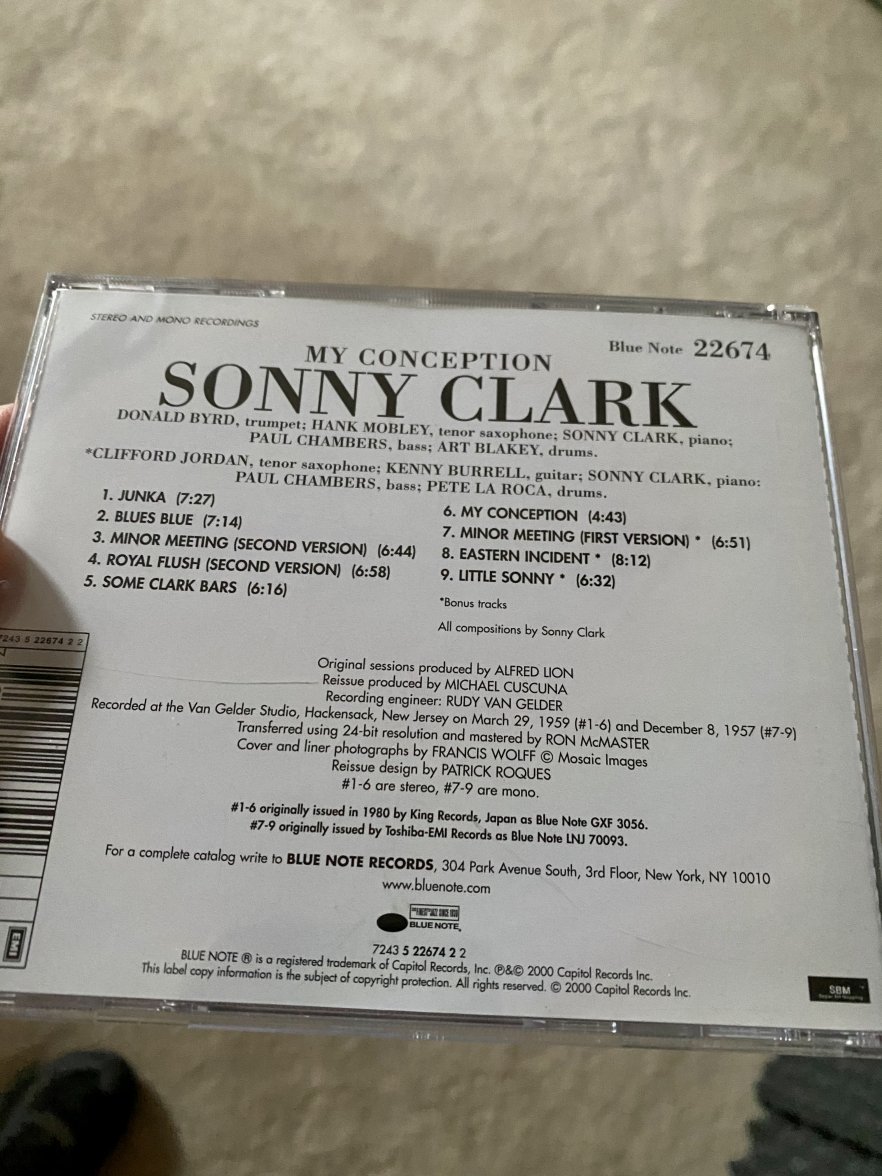 STEREO AND MONO RECORDINGS
Blue Note 22674
MY CONCEPTION
SONNY CLARK
DONALD BYRD, trumpet; HANK MOBLEY, tenor saxophone; SONNY CLARK, piano;
PAUL CHAMBERS, bass; ART BLAKEY, drums.
*CLIFFORD JORDAN, tenor saxophone; KENNY BURRELL, guitar; SONNY CLARK, piano:
PAUL CHAMBERS, bass; PETE LA ROCA, drums.
1. JUNKA (7:27)
2. BLUES BLUE (7:14)
3. MINOR MEETING (SECOND VERSION) (6:44)
4. ROYAL FLUSH (SECOND VERSION) (6:58)
5. SOME CLARK BARS (6:16)
6. MY CONCEPTION (4:43)
7. MINOR MEETING (FIRST VERSION) * (6:51)
8. EASTERN INCIDENT * (8:12)
9. LITTLE SONNY * (6:32)
*Bonus tracks
All compositions by Sonny Clark
7243 5 22674 2 2
Original sessions produced by ALFRED LION
Reissue produced by MICHAEL CUSCUNA
Recording engineer: RUDY VAN GELDER
Recorded at the Van Gelder Studio, Hackensack, New Jersey on March 29, 1959 (#1-6) and December 8, 1957 (#7-9)
Transferred using 24-bit resolution and mastered by RON McMASTER
Cover and liner photographs by FRANCIS WOLFF © Mosaic Images
Reissue design by PATRICK ROQUES
#1-6 are stereo, #7-9 are mono.
#1-6 originally issued in 1980 by King Records, Japan as Blue Note GXF 3056.
#7-9 originally issued by Toshiba-EMI Records as Blue Note LNJ 70093.
For a complete catalog write to BLUE NOTE RECORDS, 304 Park Avenue South, 3rd Floor, New York, NY 10010
www.bluenote.com
BLUE NOTE
7243 5 22674 2 2
BLUE NOTE ® is a registered trademark of Capitol Records, Inc. ℗&© 2000 Capitol Records Inc.
This label copy information is the subject of copyright protection. All rights reserved. © 2000 Capitol Records Inc.
EMI
SBM